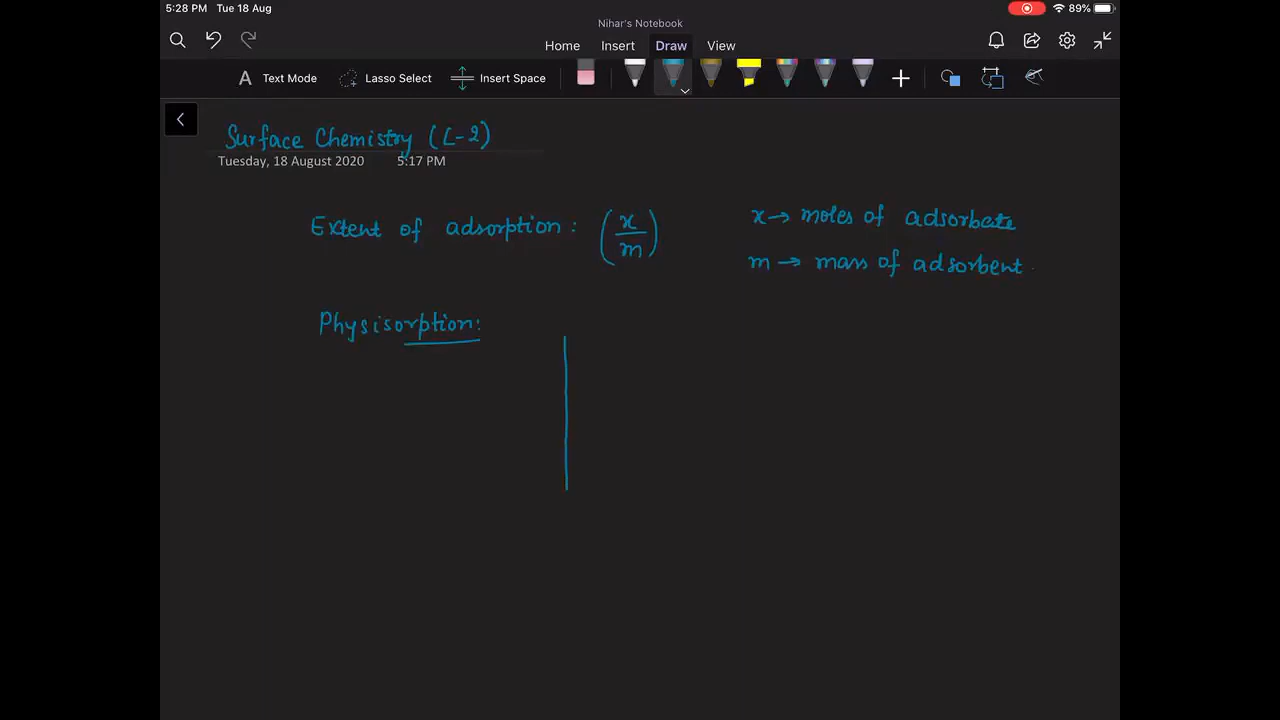 5:28 PM Tue 18 Aug 89%
Nihar's Notebook
Home Insert Draw View
A Text Mode Lasso Select Insert Space
Surface Chemistry (L-2)
Tuesday, 18 August 2020 5:17 PM
Extent of adsorption : (x/m)
x → moles of adsorbate
m → mass of adsorbent
Physisorption: